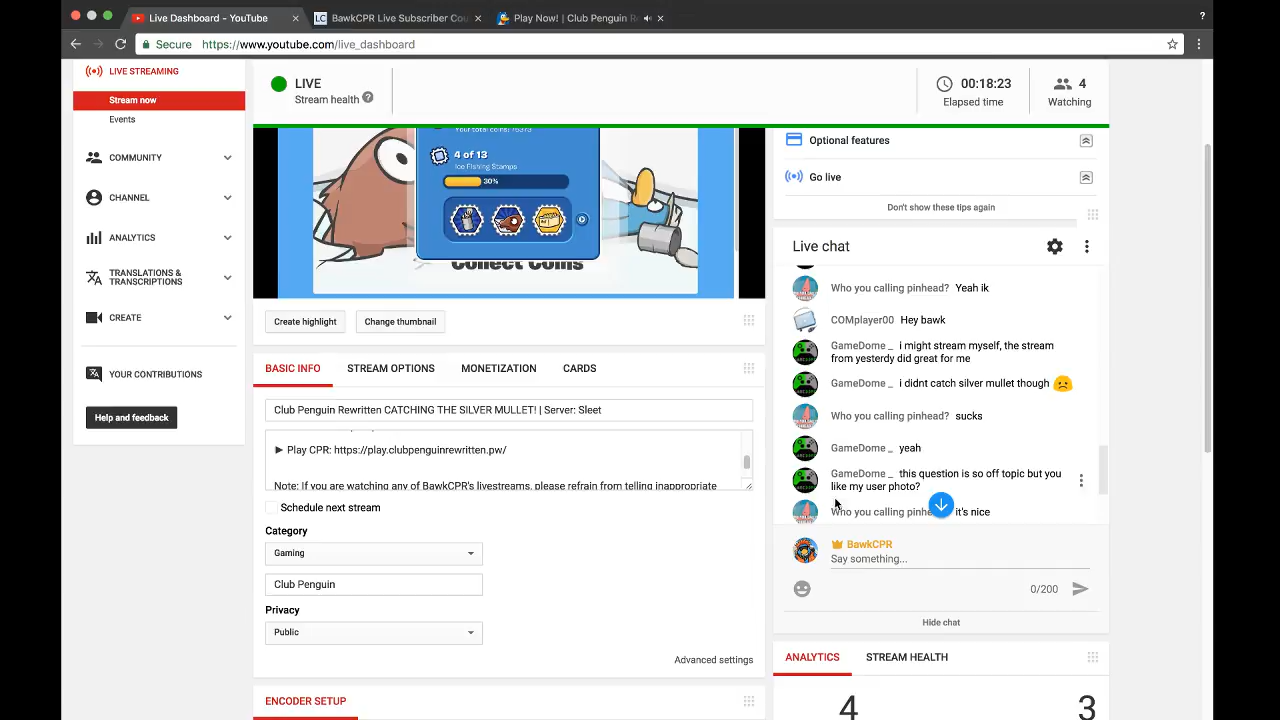 Live Dashboard - YouTube
BawkCPR Live Subscriber Cou
Play Now! | Club Penguin Re
Secure
https://www.youtube.com/live_dashboard
LIVE STREAMING
Stream now
Events
COMMUNITY
CHANNEL
ANALYTICS
TRANSLATIONS &
TRANSCRIPTIONS
CREATE
YOUR CONTRIBUTIONS
Help and feedback
LIVE
Stream health
00:18:23
Elapsed time
4
Watching
Your total coins: 75373
4 of 13
Ice Fishing Stamps
30%
Collect Coins
Create highlight
Change thumbnail
BASIC INFO
STREAM OPTIONS
MONETIZATION
CARDS
Club Penguin Rewritten CATCHING THE SILVER MULLET! | Server: Sleet
► Play CPR: https://play.clubpenguinrewritten.pw/
Note: If you are watching any of BawkCPR's livestreams, please refrain from telling inappropriate
Schedule next stream
Category
Gaming
Club Penguin
Privacy
Public
Advanced settings
ENCODER SETUP
Optional features
Go live
Don't show these tips again
Live chat
Who you calling pinhead? Yeah ik
COMplayer00 Hey bawk
GameDome _ i might stream myself, the stream
from yesterdy did great for me
GameDome _ i didnt catch silver mullet though
Who you calling pinhead? sucks
GameDome _ yeah
GameDome _ this question is so off topic but you
like my user photo?
Who you calling pinhead it's nice
BawkCPR
Say something...
0/200
Hide chat
ANALYTICS
STREAM HEALTH
4
3